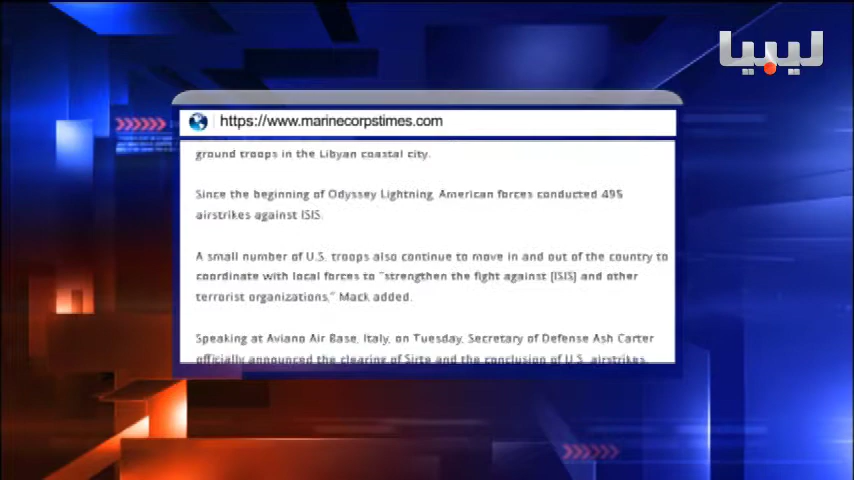 ليبيا
https://www.marinecorpstimes.com
ground troops in the Libyan coastal city.
Since the beginning of Odyssey Lightning, American forces conducted 495
airstrikes against ISIS.
A small number of U.S. troops also continue to move in and out of the country to
coordinate with local forces to "strengthen the fight against [ISIS] and other
terrorist organizations," Mack added.
Speaking at Aviano Air Base, Italy, on Tuesday, Secretary of Defense Ash Carter
officially announced the clearing of Sirte and the conclusion of U.S. airstrikes,